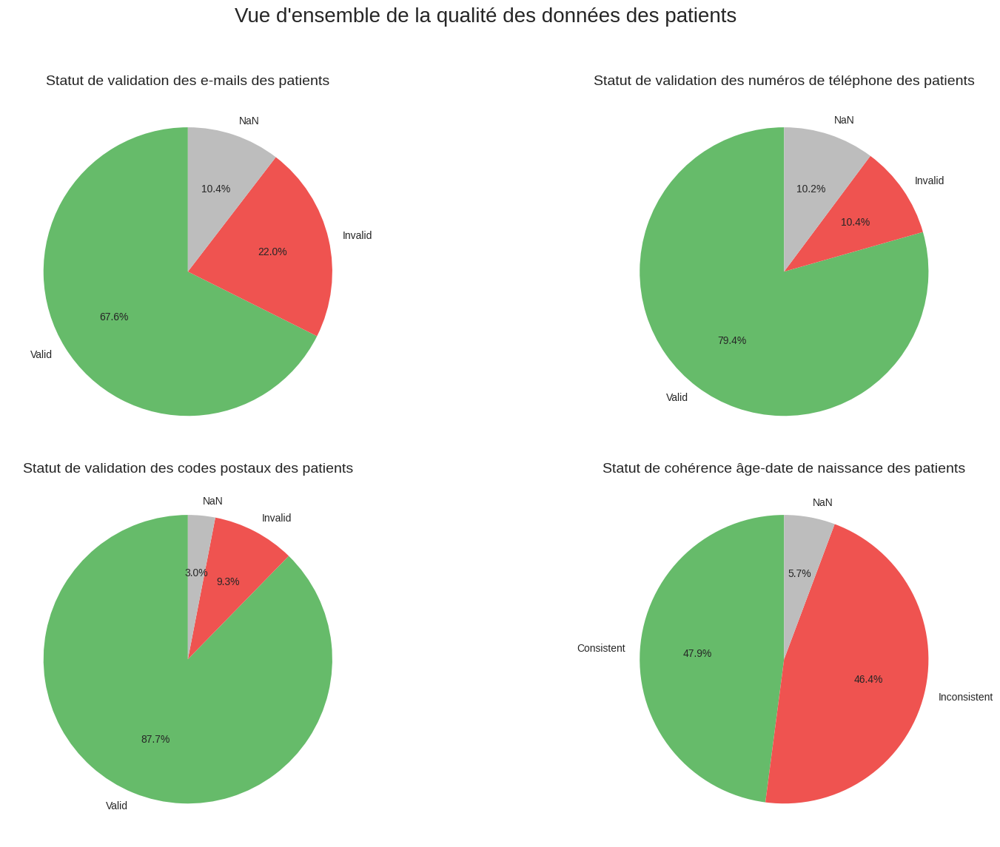 Vue d'ensemble de la qualité des données des patients
Statut de validation des e-mails des patients
NaN
10.4%
Invalid
22.0%
67.6%
Valid
Statut de validation des numéros de téléphone des patients
NaN
Invalid
10.2%
10.4%
79.4%
Valid
Statut de validation des codes postaux des patients
NaN
Invalid
3.0%
9.3%
87.7%
Valid
Statut de cohérence âge-date de naissance des patients
NaN
5.7%
Consistent
47.9%
46.4%
Inconsistent